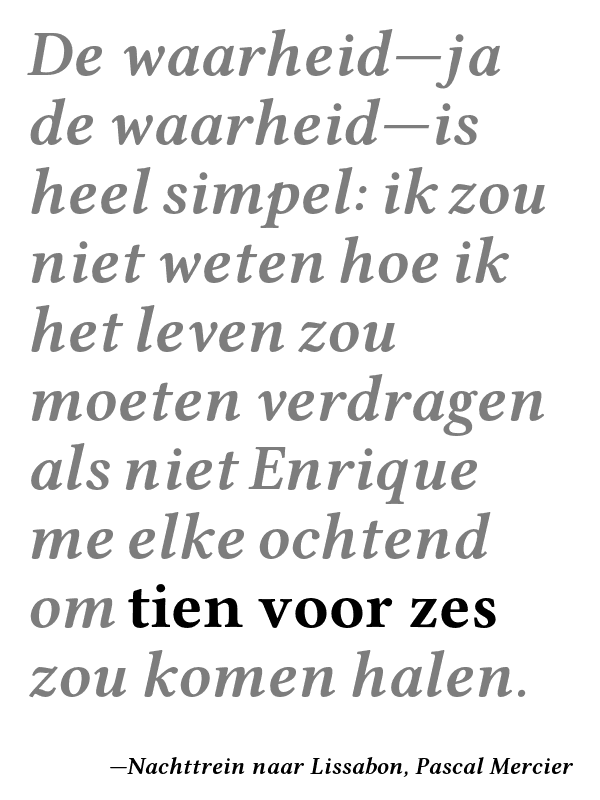 De waarheid—ja
de waarheid—is
heel simpel: ik zou
niet weten hoe ik
het leven zou
moeten verdragen
als niet Enrique
me elke ochtend
om tien voor zes
zou komen halen.
—Nachttrein naar Lissabon, Pascal Mercier